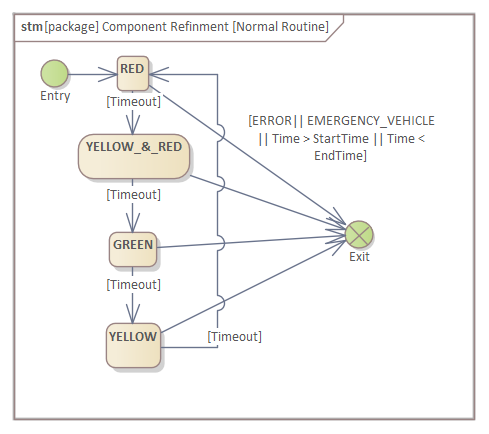 stm [package] Component Refinment [Normal Routine]
RED
Entry
[Timeout]
[ERROR|| EMERGENCY_VEHICLE
|| Time > StartTime || Time <
EndTime]
YELLOW_&_RED
[Timeout]
GREEN
Exit
[Timeout]
YELLOW
[Timeout]